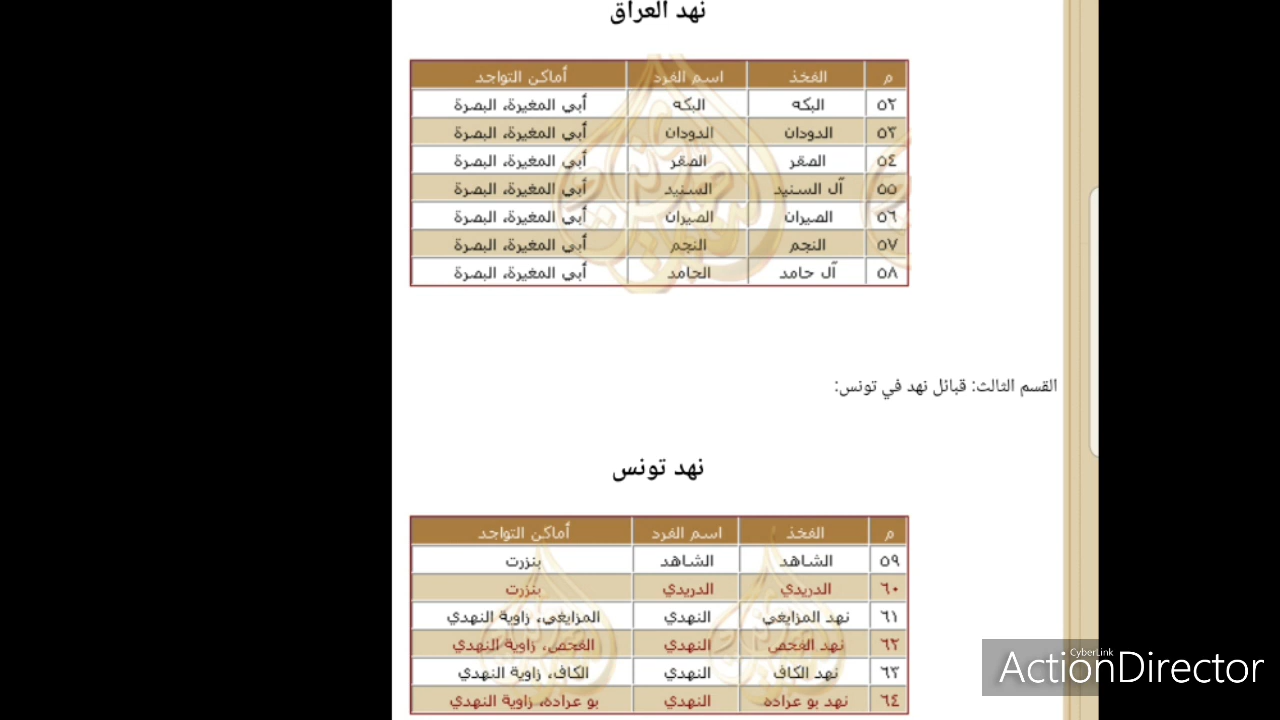 نهد العراق
م الفخذ اسم الفرد أماكن التواجد
٥٢ البكه البكه أبي المغيرة، البصرة
٥٣ الدودان الدودان أبي المغيرة، البصرة
٥٤ الصقر الصقر أبي المغيرة، البصرة
٥٥ آل السنيد السنيد أبي المغيرة، البصرة
٥٦ الصيران الصيران أبي المغيرة، البصرة
٥٧ النجم النجم أبي المغيرة، البصرة
٥٨ آل حامد الحامد أبي المغيرة، البصرة
القسم الثالث: قبائل نهد في تونس:
نهد تونس
م الفخذ اسم الفرد أماكن التواجد
٥٩ الشاهد الشاهد بنزرت
٦٠ الدريدي الدريدي بنزرت
٦١ نهد المزايغي النهدي المزايغي، زاوية النهدي
٦٢ نهد الفحص النهدي الفحص، زاوية النهدي
٦٣ نهد الكاف النهدي الكاف، زاوية النهدي
٦٤ نهد بو عرادة النهدي بو عرادة، زاوية النهدي
CyberLink
ActionDirector